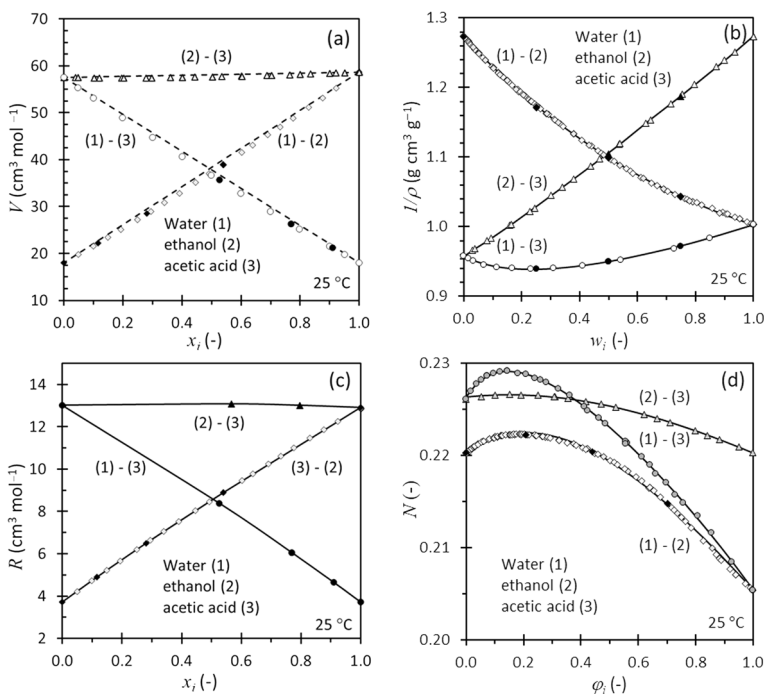 (a)
V (cm³ mol ⁻¹)
70
60
50
40
30
20
10
(2) - (3)
(1) - (3)
(1) - (2)
Water (1)
ethanol (2)
acetic acid (3)
25 °C
0.0 0.2 0.4 0.6 0.8 1.0
xᵢ (-)
(b)
1/ρ (g cm³ g⁻¹)
1.3
1.2
1.1
1.0
0.9
(1) - (2)
Water (1)
ethanol (2)
acetic acid (3)
(2) - (3)
(1) - (3)
25 °C
0.0 0.2 0.4 0.6 0.8 1.0
wᵢ (-)
(c)
R (cm³ mol⁻¹)
14
12
10
8
6
4
2
(2) - (3)
(1) - (3)
(3) - (2)
Water (1)
ethanol (2)
acetic acid (3)
25 °C
0.0 0.2 0.4 0.6 0.8 1.0
xᵢ (-)
(d)
N (-)
0.23
0.22
0.21
0.20
(2) - (3)
(1) - (3)
(1) - (2)
Water (1)
ethanol (2)
acetic acid (3)
25 °C
0.0 0.2 0.4 0.6 0.8 1.0
φᵢ (-)